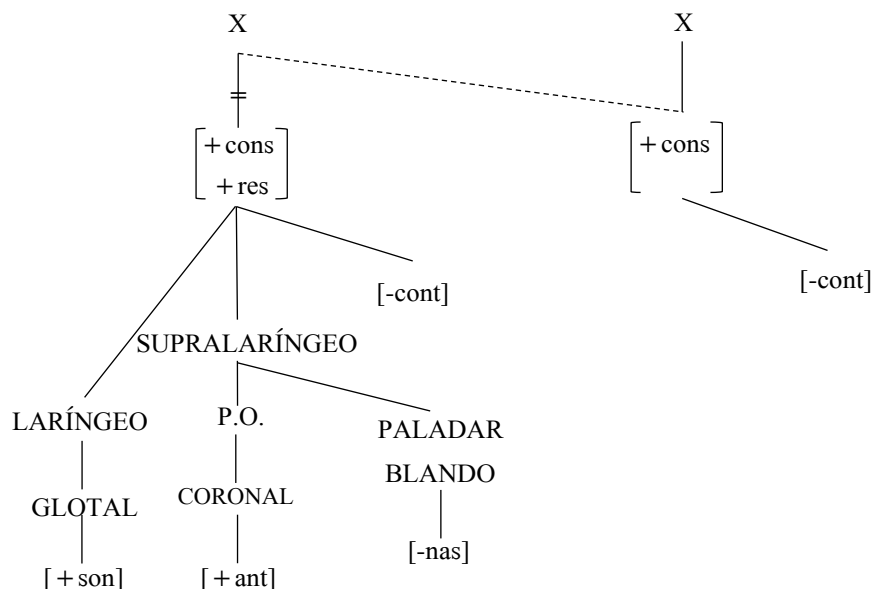 X X
[+ cons [+ cons
+ res] ]
[-cont] [-cont]
SUPRALARÍNGEO
LARÍNGEO P.O. PALADAR
BLANDO
GLOTAL CORONAL
[+ son] [+ ant] [-nas]